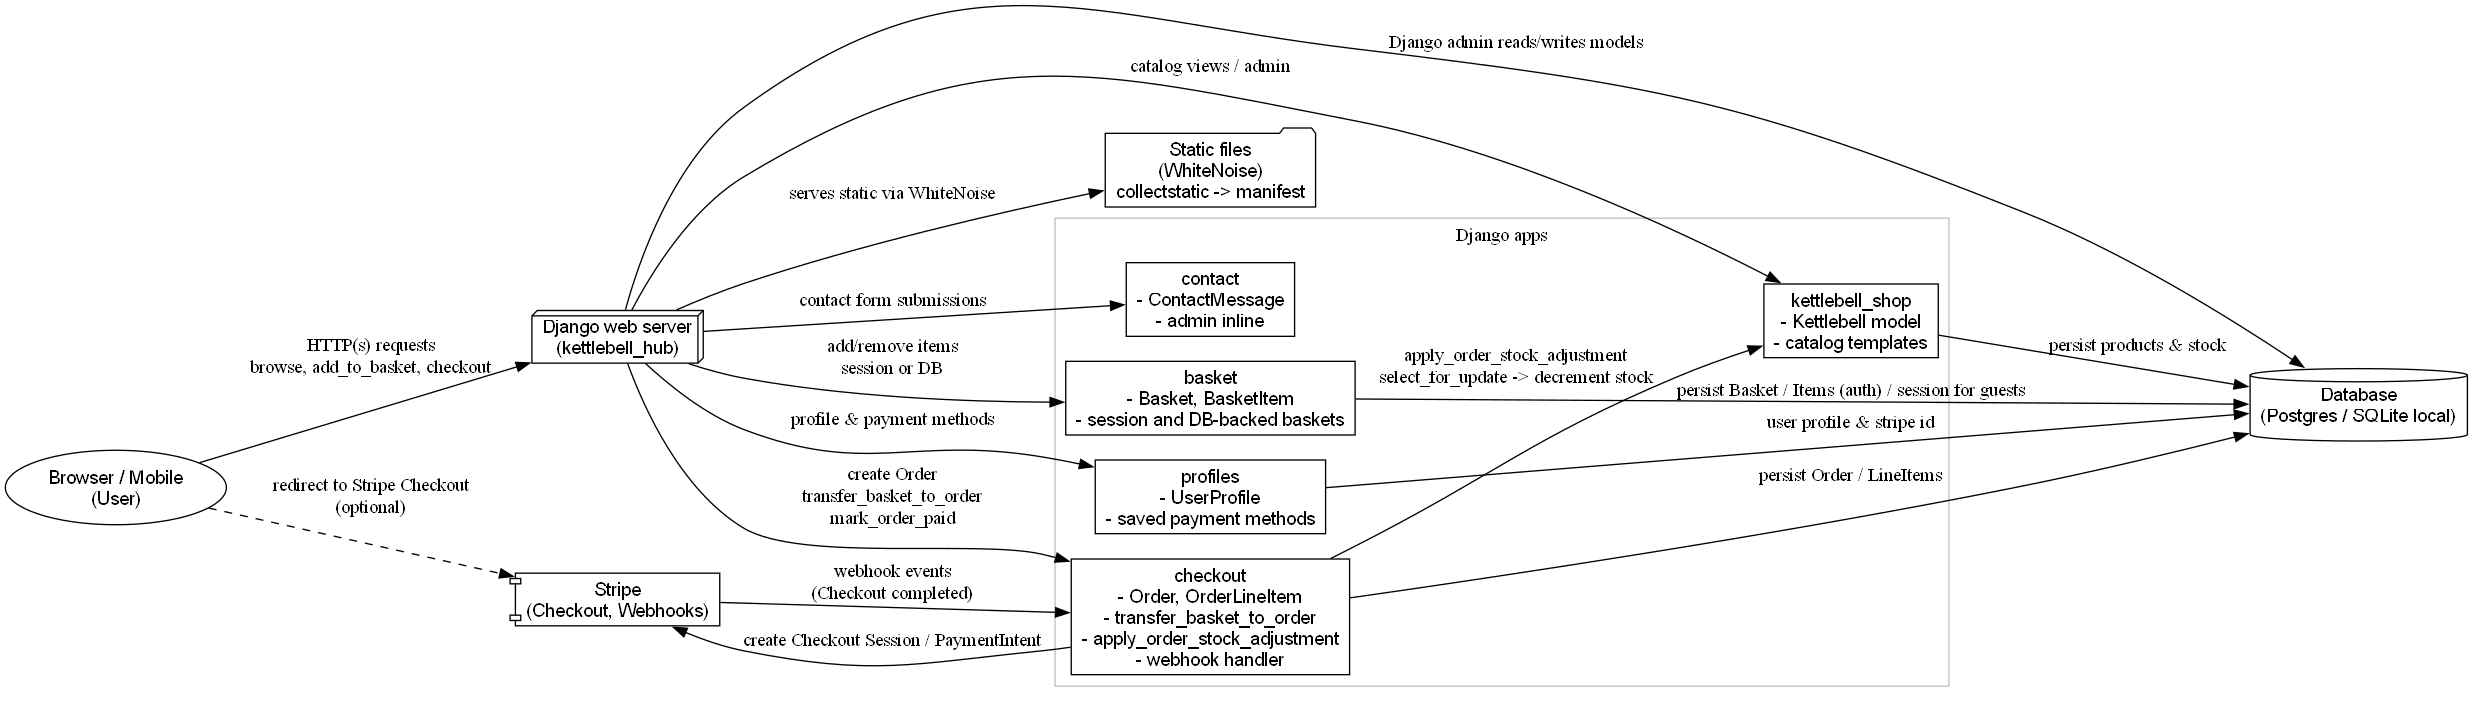 Django admin reads/writes models
catalog views / admin
Static files
(WhiteNoise)
collectstatic -> manifest
serves static via WhiteNoise
Django apps
contact
- ContactMessage
- admin inline
contact form submissions
kettlebell_shop
- Kettlebell model
- catalog templates
Django web server
(kettlebell_hub)
HTTP(s) requests
browse, add_to_basket, checkout
add/remove items
session or DB
basket
- Basket, BasketItem
- session and DB-backed baskets
apply_order_stock_adjustment
select_for_update -> decrement stock
persist products & stock
persist Basket / Items (auth) / session for guests
Database
(Postgres / SQLite local)
profile & payment methods
user profile & stripe id
Browser / Mobile
(User)
redirect to Stripe Checkout
(optional)
create Order
transfer_basket_to_order
mark_order_paid
profiles
- UserProfile
- saved payment methods
persist Order / LineItems
Stripe
(Checkout, Webhooks)
webhook events
(Checkout completed)
create Checkout Session / PaymentIntent
checkout
- Order, OrderLineItem
- transfer_basket_to_order
- apply_order_stock_adjustment
- webhook handler